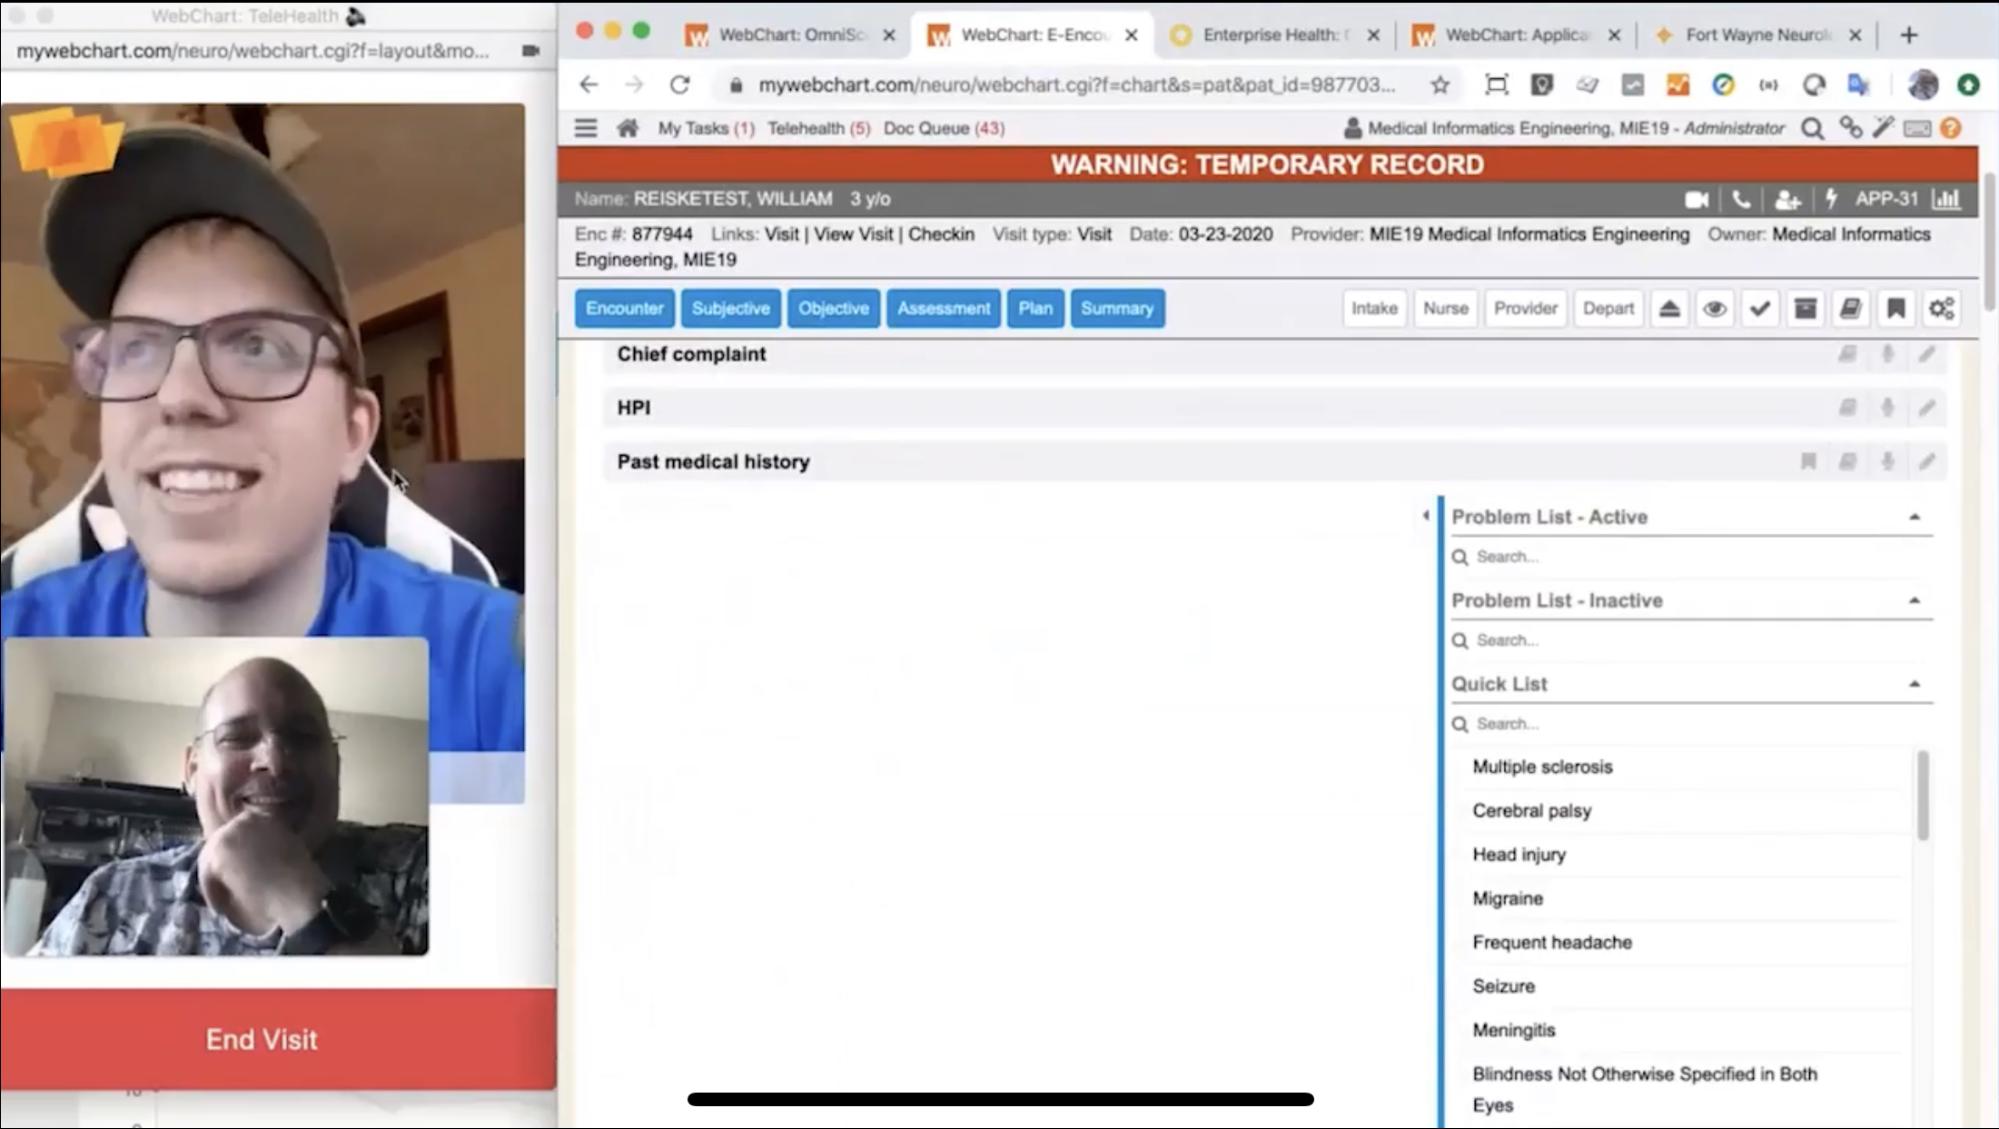 WebChart: TeleHealth
mywebchart.com/neuro/webchart.cgi?f=layout&mo...
End Visit
WebChart: OmniSc
WebChart: E-Encou
Enterprise Health:
WebChart: Applica
Fort Wayne Neurol
mywebchart.com/neuro/webchart.cgi?f=chart&s=pat&pat_id=987703...
My Tasks (1) Telehealth (5) Doc Queue (43)
Medical Informatics Engineering, MIE19 - Administrator
WARNING: TEMPORARY RECORD
Name: REISKETEST, WILLIAM 3 y/o
APP-31
Enc #: 877944 Links: Visit | View Visit | Checkin Visit type: Visit Date: 03-23-2020 Provider: MIE19 Medical Informatics Engineering Owner: Medical Informatics
Engineering, MIE19
Encounter Subjective Objective Assessment Plan Summary
Intake Nurse Provider Depart
Chief complaint
HPI
Past medical history
Problem List - Active
Search...
Problem List - Inactive
Search...
Quick List
Search...
Multiple sclerosis
Cerebral palsy
Head injury
Migraine
Frequent headache
Seizure
Meningitis
Blindness Not Otherwise Specified in Both
Eyes